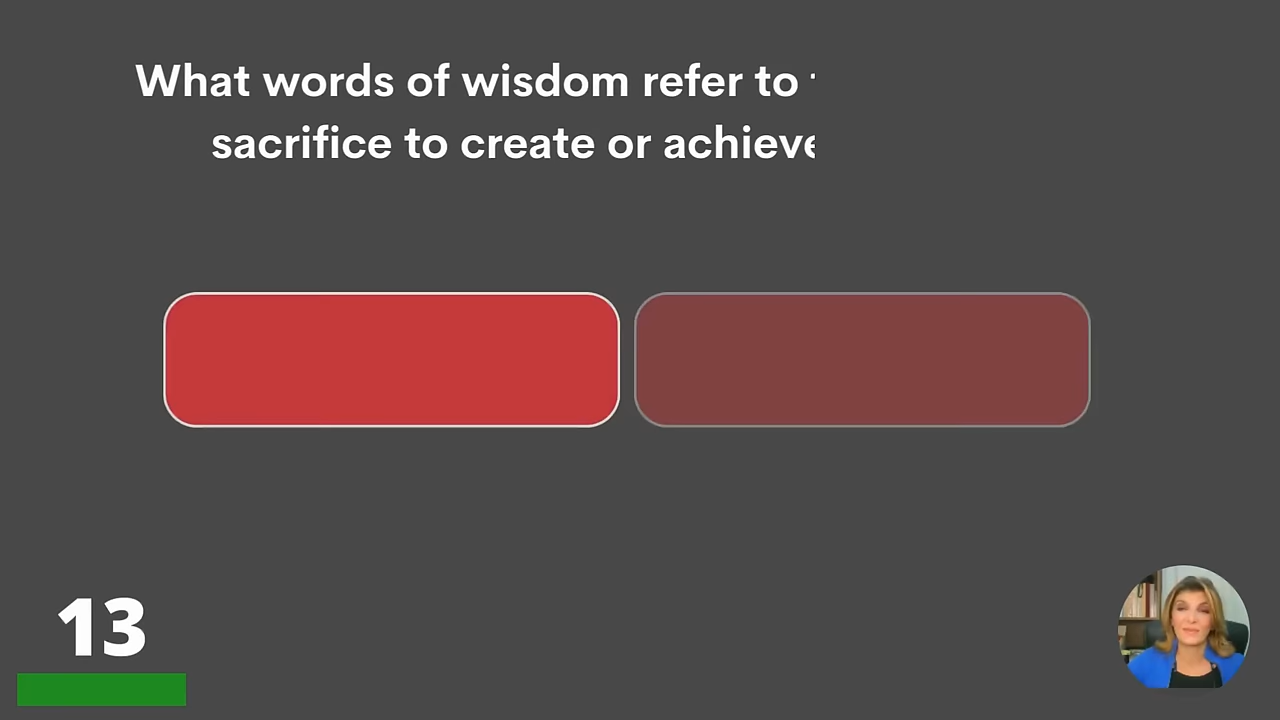 What words of wisdom refer to
sacrifice to create or achieve
13